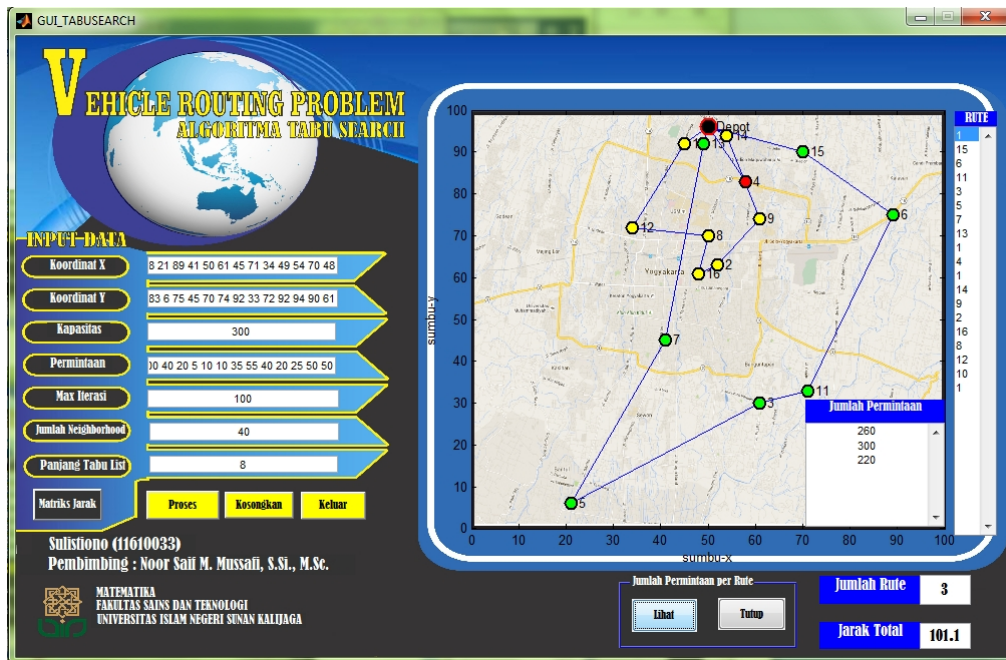 GUI_TABUSEARCH
VEHICLE ROUTING PROBLEM
ALGORITMA TABU SEARCH
INPUT DATA
Koordinat X
8 21 89 41 50 61 45 71 34 49 54 70 48
Koordinat Y
83 6 75 45 70 74 92 33 72 92 94 90 61
Kapasitas
300
Permintaan
00 40 20 5 10 10 35 55 40 20 25 50 50
Max Iterasi
100
Jumlah Neighborhood
40
Panjang Tabu List
8
Matriks Jarak
Proses
Kosongkan
Keluar
Sulistiono (11610033)
Pembimbing : Noor Saif M. Mussafi, S.Si., M.Sc.
MATEMATIKA
FAKULTAS SAINS DAN TEKNOLOGI
UNIVERSITAS ISLAM NEGERI SUNAN KALIJAGA
sumbu-y
100
90
80
70
60
50
40
30
20
10
0
Depot
13
14
15
4
6
9
12
8
2
16
Yogyakarta
7
11
3
5
0 10 20 30 40 50 60 70 80 90 100
sumbu-x
Jumlah Permintaan
260
300
220
RUTE
1
15
6
11
3
5
7
13
1
4
1
14
9
2
16
8
12
10
1
Jumlah Permintaan per Rute
Lihat
Tutup
Jumlah Rute
3
Jarak Total
101.1